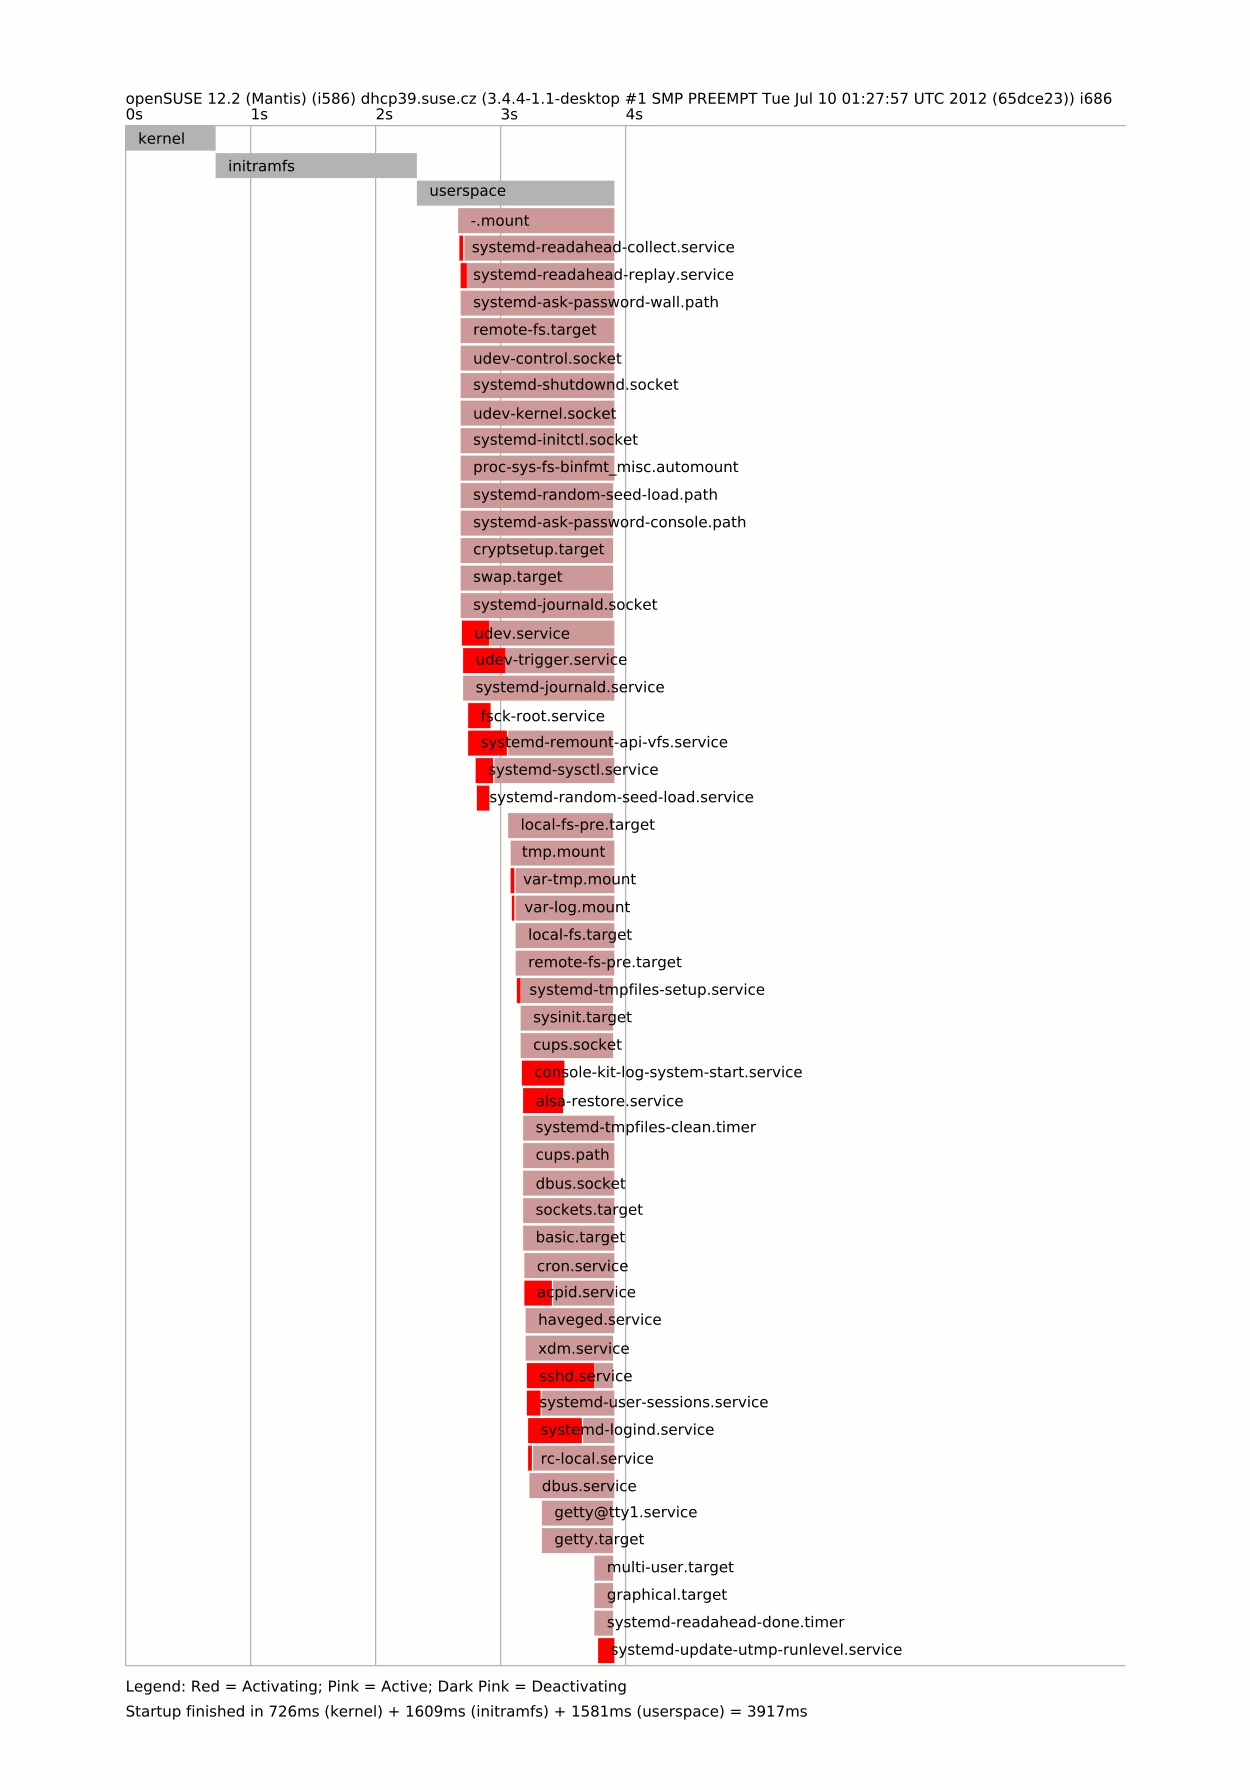 openSUSE 12.2 (Mantis) (i586) dhcp39.suse.cz (3.4.4-1.1-desktop #1 SMP PREEMPT Tue Jul 10 01:27:57 UTC 2012 (65dce23)) i686
0s 1s 2s 3s 4s
kernel
initramfs
userspace
-.mount
systemd-readahead-collect.service
systemd-readahead-replay.service
systemd-ask-password-wall.path
remote-fs.target
udev-control.socket
systemd-shutdownd.socket
udev-kernel.socket
systemd-initctl.socket
proc-sys-fs-binfmt_misc.automount
systemd-random-seed-load.path
systemd-ask-password-console.path
cryptsetup.target
swap.target
systemd-journald.socket
udev.service
udev-trigger.service
systemd-journald.service
fsck-root.service
systemd-remount-api-vfs.service
systemd-sysctl.service
systemd-random-seed-load.service
local-fs-pre.target
tmp.mount
var-tmp.mount
var-log.mount
local-fs.target
remote-fs-pre.target
systemd-tmpfiles-setup.service
sysinit.target
cups.socket
console-kit-log-system-start.service
alsa-restore.service
systemd-tmpfiles-clean.timer
cups.path
dbus.socket
sockets.target
basic.target
cron.service
acpid.service
haveged.service
xdm.service
sshd.service
systemd-user-sessions.service
systemd-logind.service
rc-local.service
dbus.service
getty@tty1.service
getty.target
multi-user.target
graphical.target
systemd-readahead-done.timer
systemd-update-utmp-runlevel.service
Legend: Red = Activating; Pink = Active; Dark Pink = Deactivating
Startup finished in 726ms (kernel) + 1609ms (initramfs) + 1581ms (userspace) = 3917ms